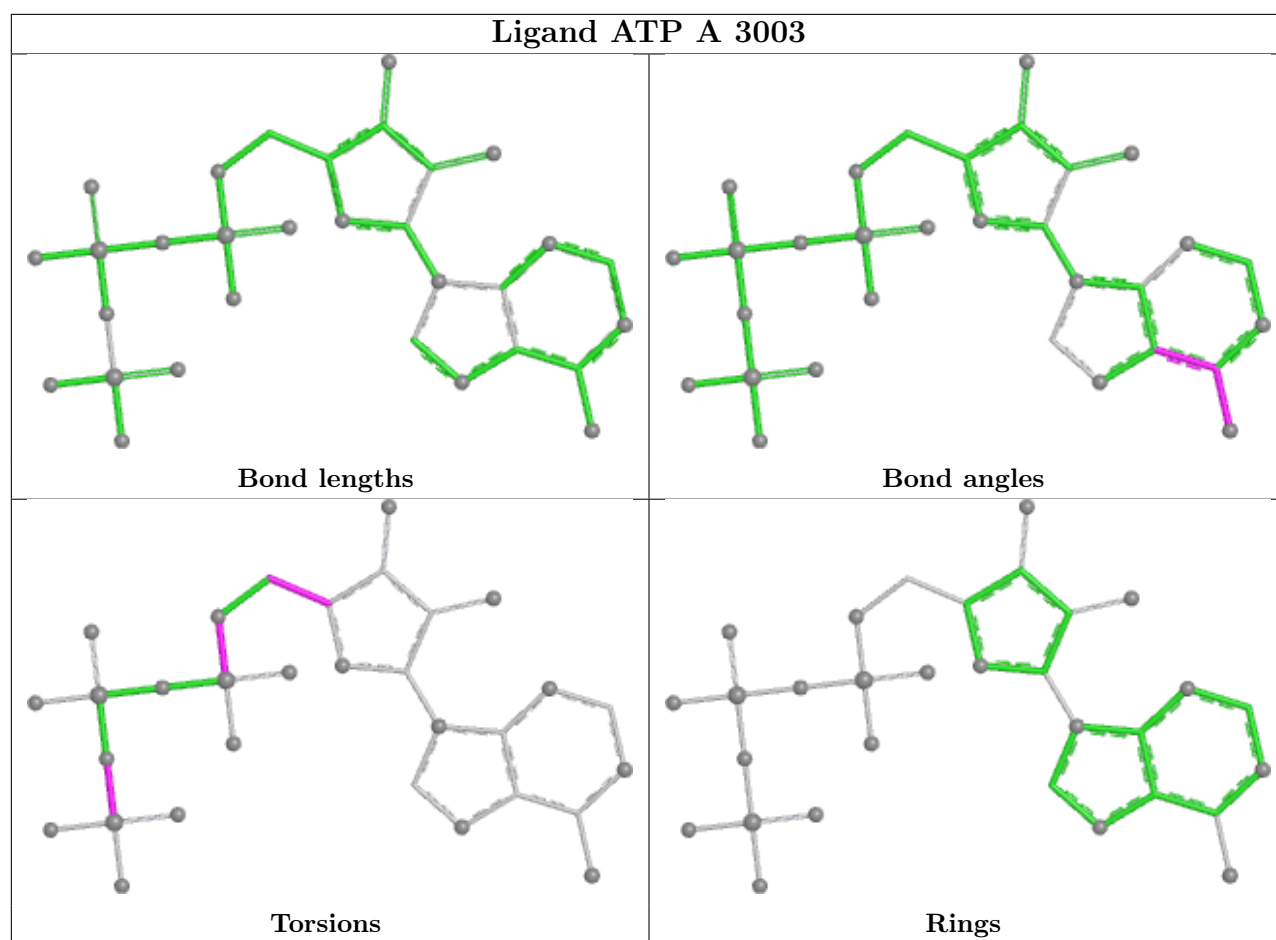 Ligand ATP A 3003
Bond lengths
Bond angles
Torsions
Rings